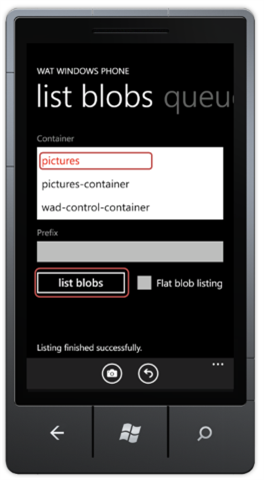 WAT WINDOWS PHONE
list blobs queu
Container
pictures
pictures-container
wad-control-container
Prefix
list blobs
Flat blob listing
Listing finished successfully.